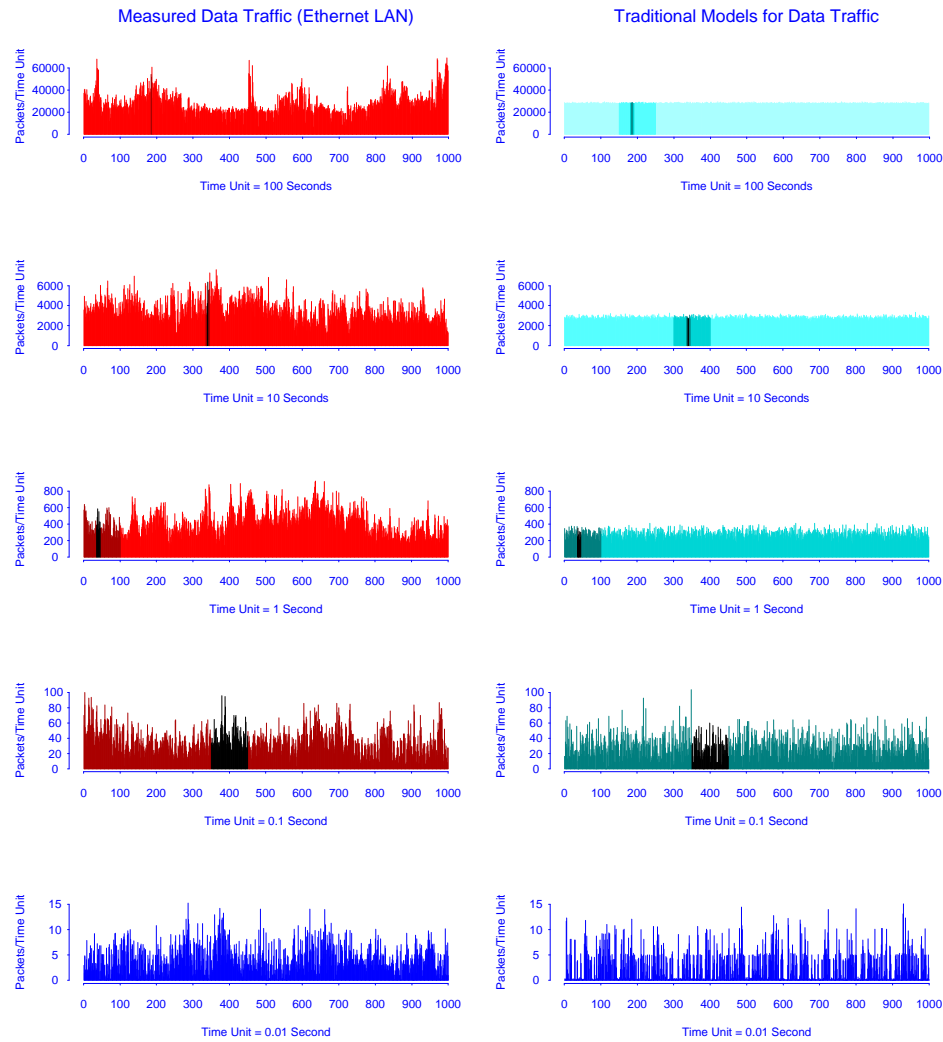 Measured Data Traffic (Ethernet LAN)
Traditional Models for Data Traffic
Packets/Time Unit
60000
40000
20000
0
0 100 200 300 400 500 600 700 800 900 1000
Time Unit = 100 Seconds
Packets/Time Unit
60000
40000
20000
0
0 100 200 300 400 500 600 700 800 900 1000
Time Unit = 100 Seconds
Packets/Time Unit
6000
4000
2000
0
0 100 200 300 400 500 600 700 800 900 1000
Time Unit = 10 Seconds
Packets/Time Unit
6000
4000
2000
0
0 100 200 300 400 500 600 700 800 900 1000
Time Unit = 10 Seconds
Packets/Time Unit
800
600
400
200
0
0 100 200 300 400 500 600 700 800 900 1000
Time Unit = 1 Second
Packets/Time Unit
800
600
400
200
0
0 100 200 300 400 500 600 700 800 900 1000
Time Unit = 1 Second
Packets/Time Unit
100
80
60
40
20
0
0 100 200 300 400 500 600 700 800 900 1000
Time Unit = 0.1 Second
Packets/Time Unit
100
80
60
40
20
0
0 100 200 300 400 500 600 700 800 900 1000
Time Unit = 0.1 Second
Packets/Time Unit
15
10
5
0
0 100 200 300 400 500 600 700 800 900 1000
Time Unit = 0.01 Second
Packets/Time Unit
15
10
5
0
0 100 200 300 400 500 600 700 800 900 1000
Time Unit = 0.01 Second